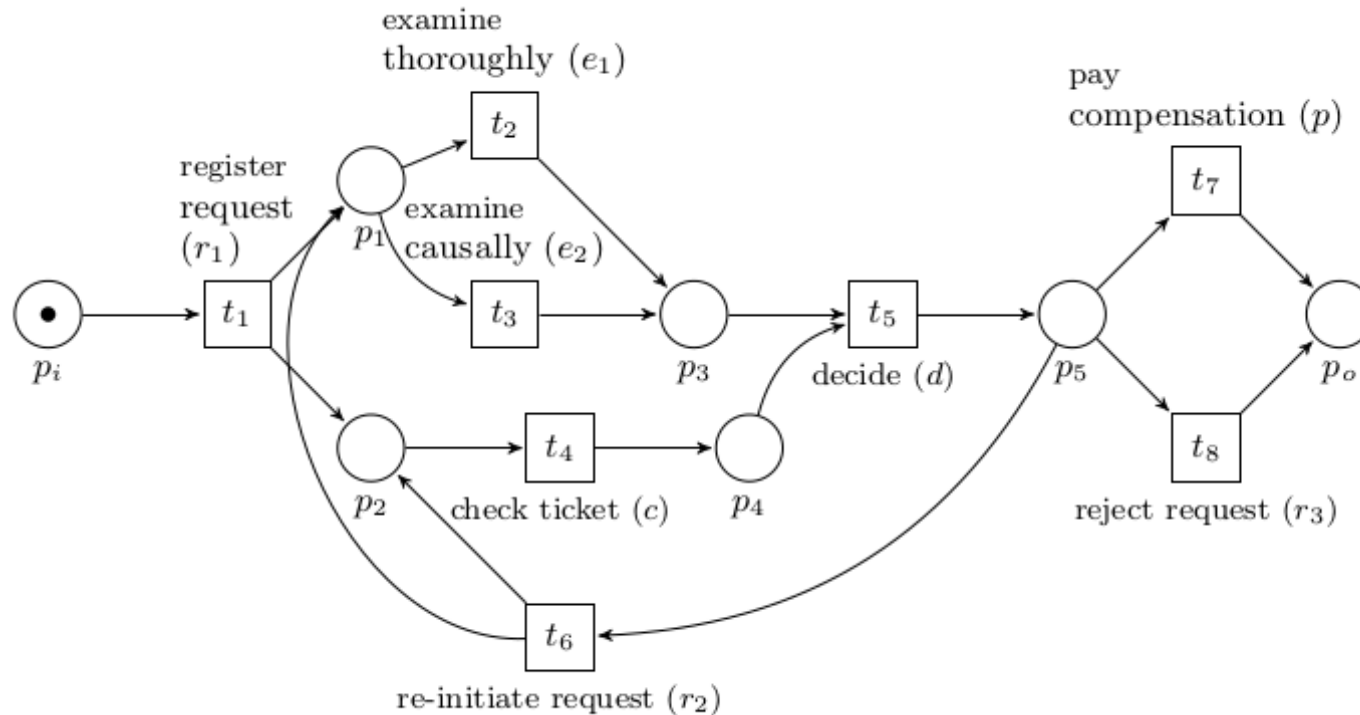 examine
thoroughly (e₁)
t₂
pay
compensation (p)
t₇
register
request
(r₁)
p₁
examine
causally (e₂)
t₁
t₃
t₅
pᵢ
p₃
decide (d)
p₅
pₒ
t₄
t₈
p₂
check ticket (c)
p₄
reject request (r₃)
t₆
re-initiate request (r₂)